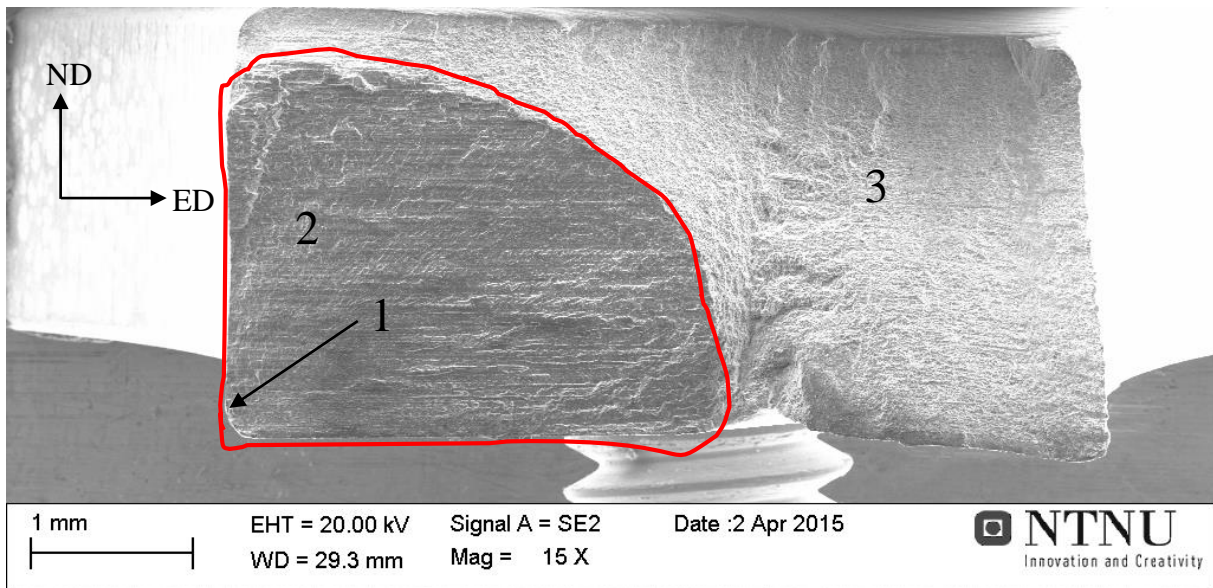 ND
ED
2
1
3
1 mm
EHT = 20.00 kV
WD = 29.3 mm
Signal A = SE2
Mag = 15 X
Date :2 Apr 2015
NTNU
Innovation and Creativity